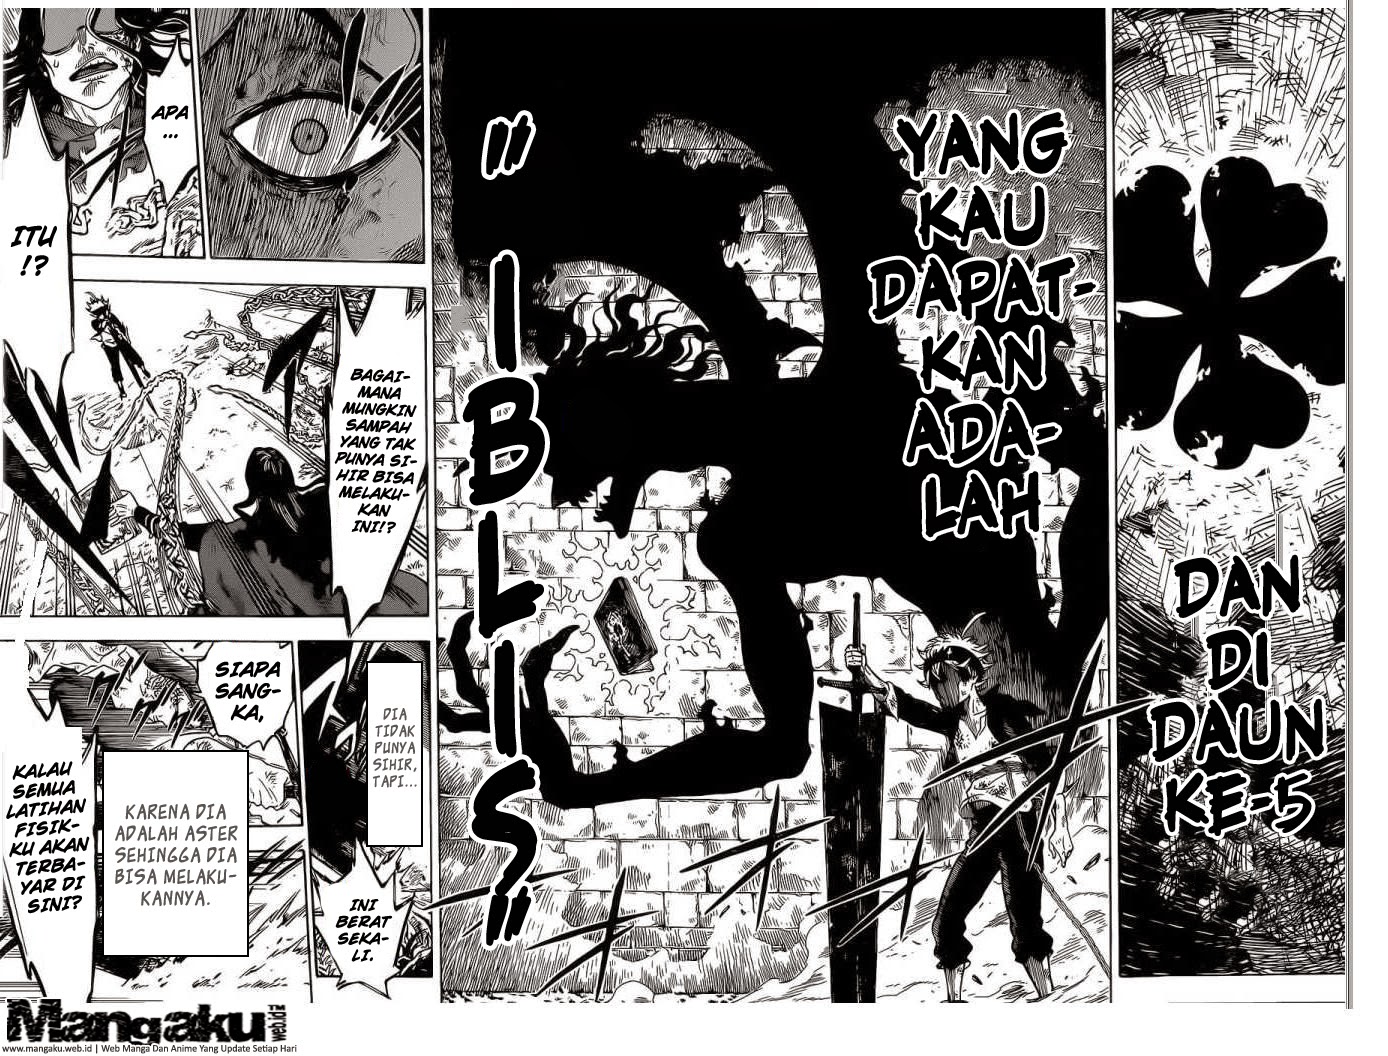 DAN
DI
DAUN
KE-5
YANG
KAU
DAPAT-
KAN
ADA-
LAH
"IBLIS"
APA
...
ITU
!?
BAGAI-
MANA
MUNGKIN
SAMPAH
YANG TAK
PUNYA SI-
HIR BISA
MELAKU-
KAN
INI!?
DIA
TIDAK
PUNYA
SIHIR,
TAPI...
INI
BERAT
SEKA-
LI.
SIAPA
SANG-
KA,
KARENA DIA
ADALAH ASTER
SEHINGGA DIA
BISA MELAKU-
KANNYA.
KALAU
SEMUA
LATIHAN
FISIK-
KU AKAN
TERBA-
YAR DI
SINI?
Mangaku
web.id
www.mangaku.web.id | Web Manga Dan Anime Yang Update Setiap Hari